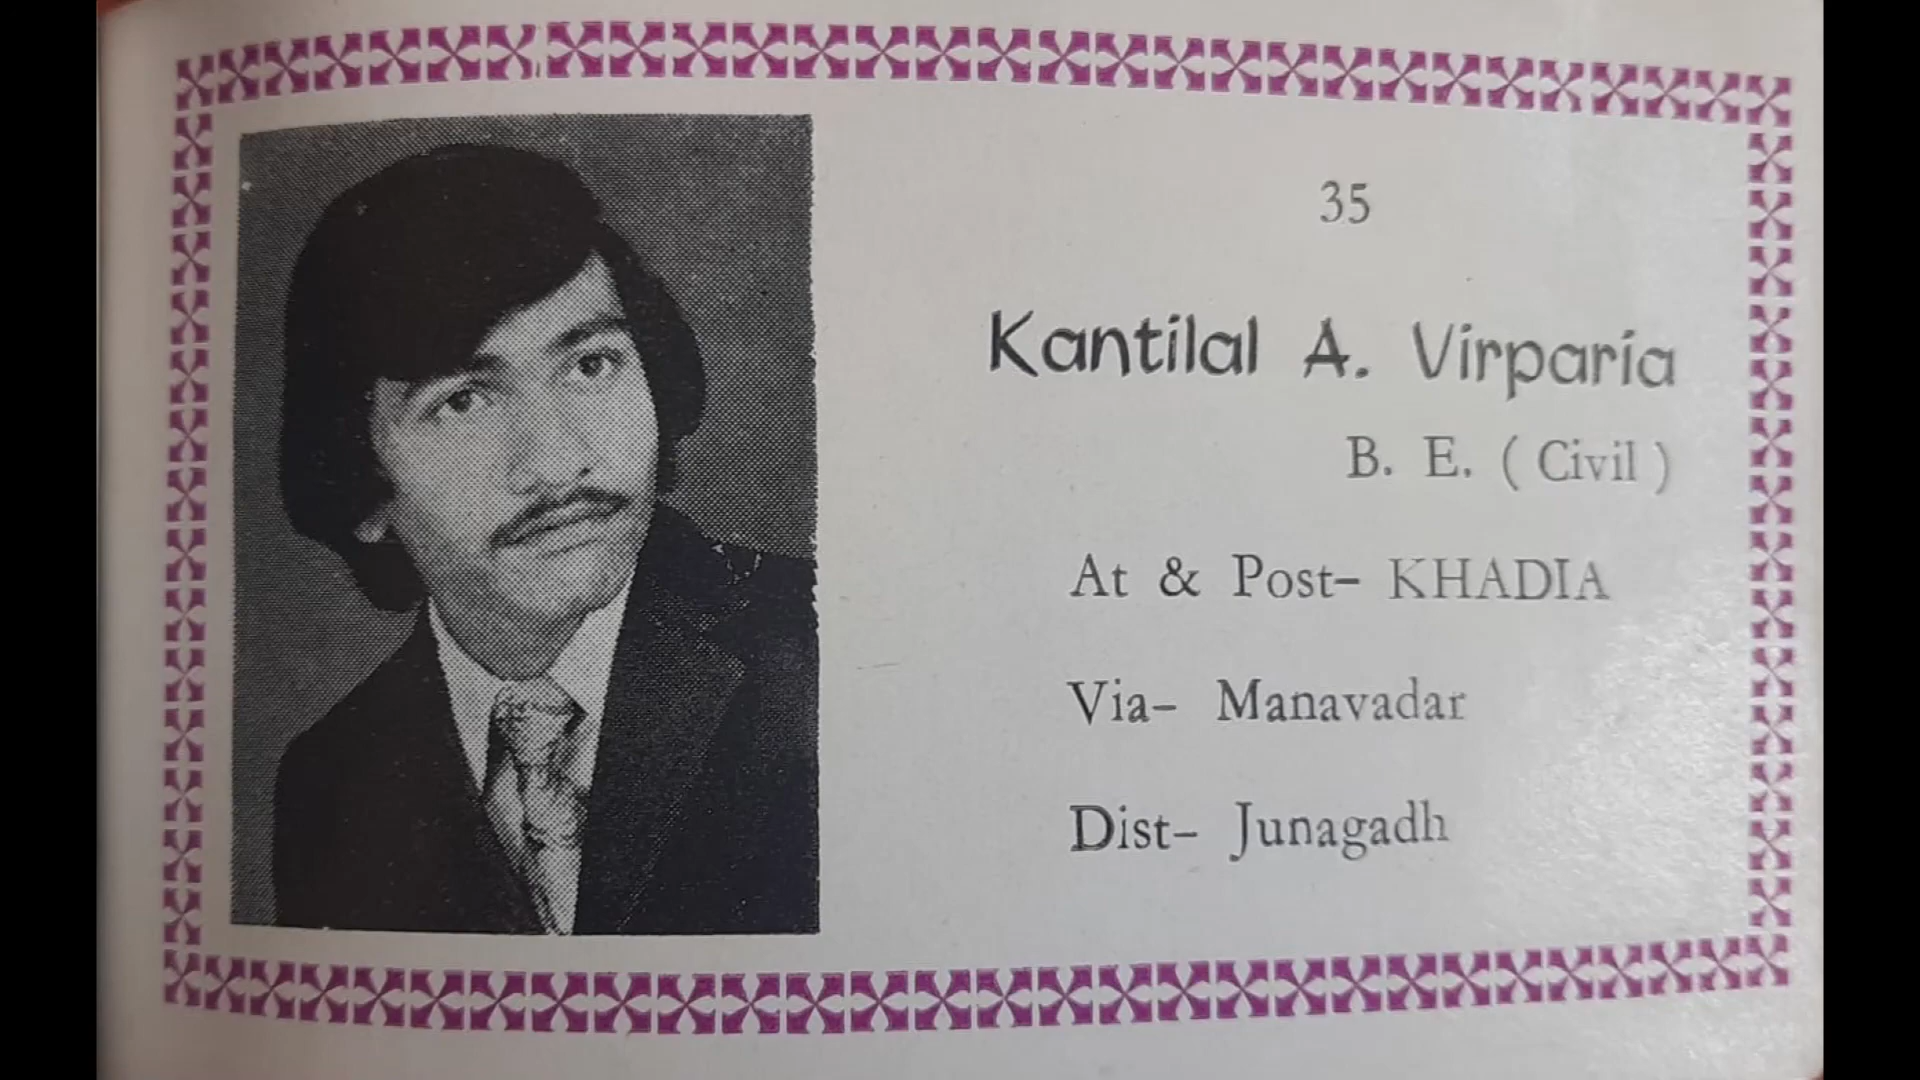 35
Kantilal A. Virparia
B. E. ( Civil )
At & Post- KHADIA
Via- Manavadar
Dist- Junagadh